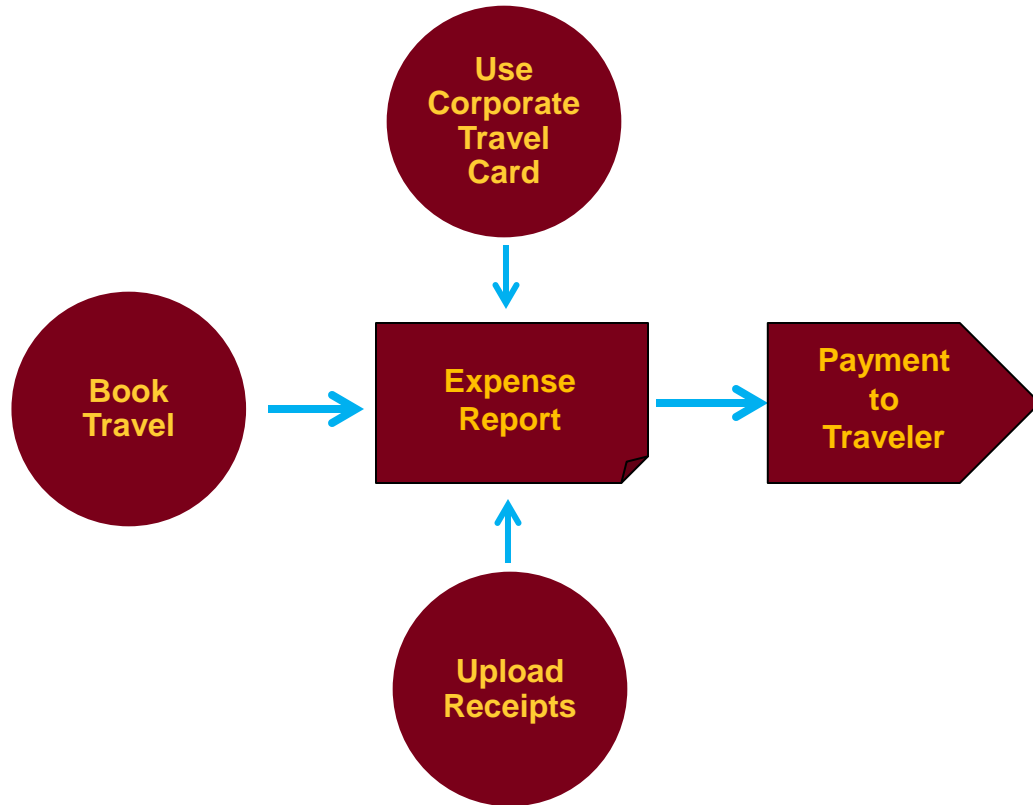 Use
Corporate
Travel
Card
Book
Travel
Expense
Report
Payment
to
Traveler
Upload
Receipts